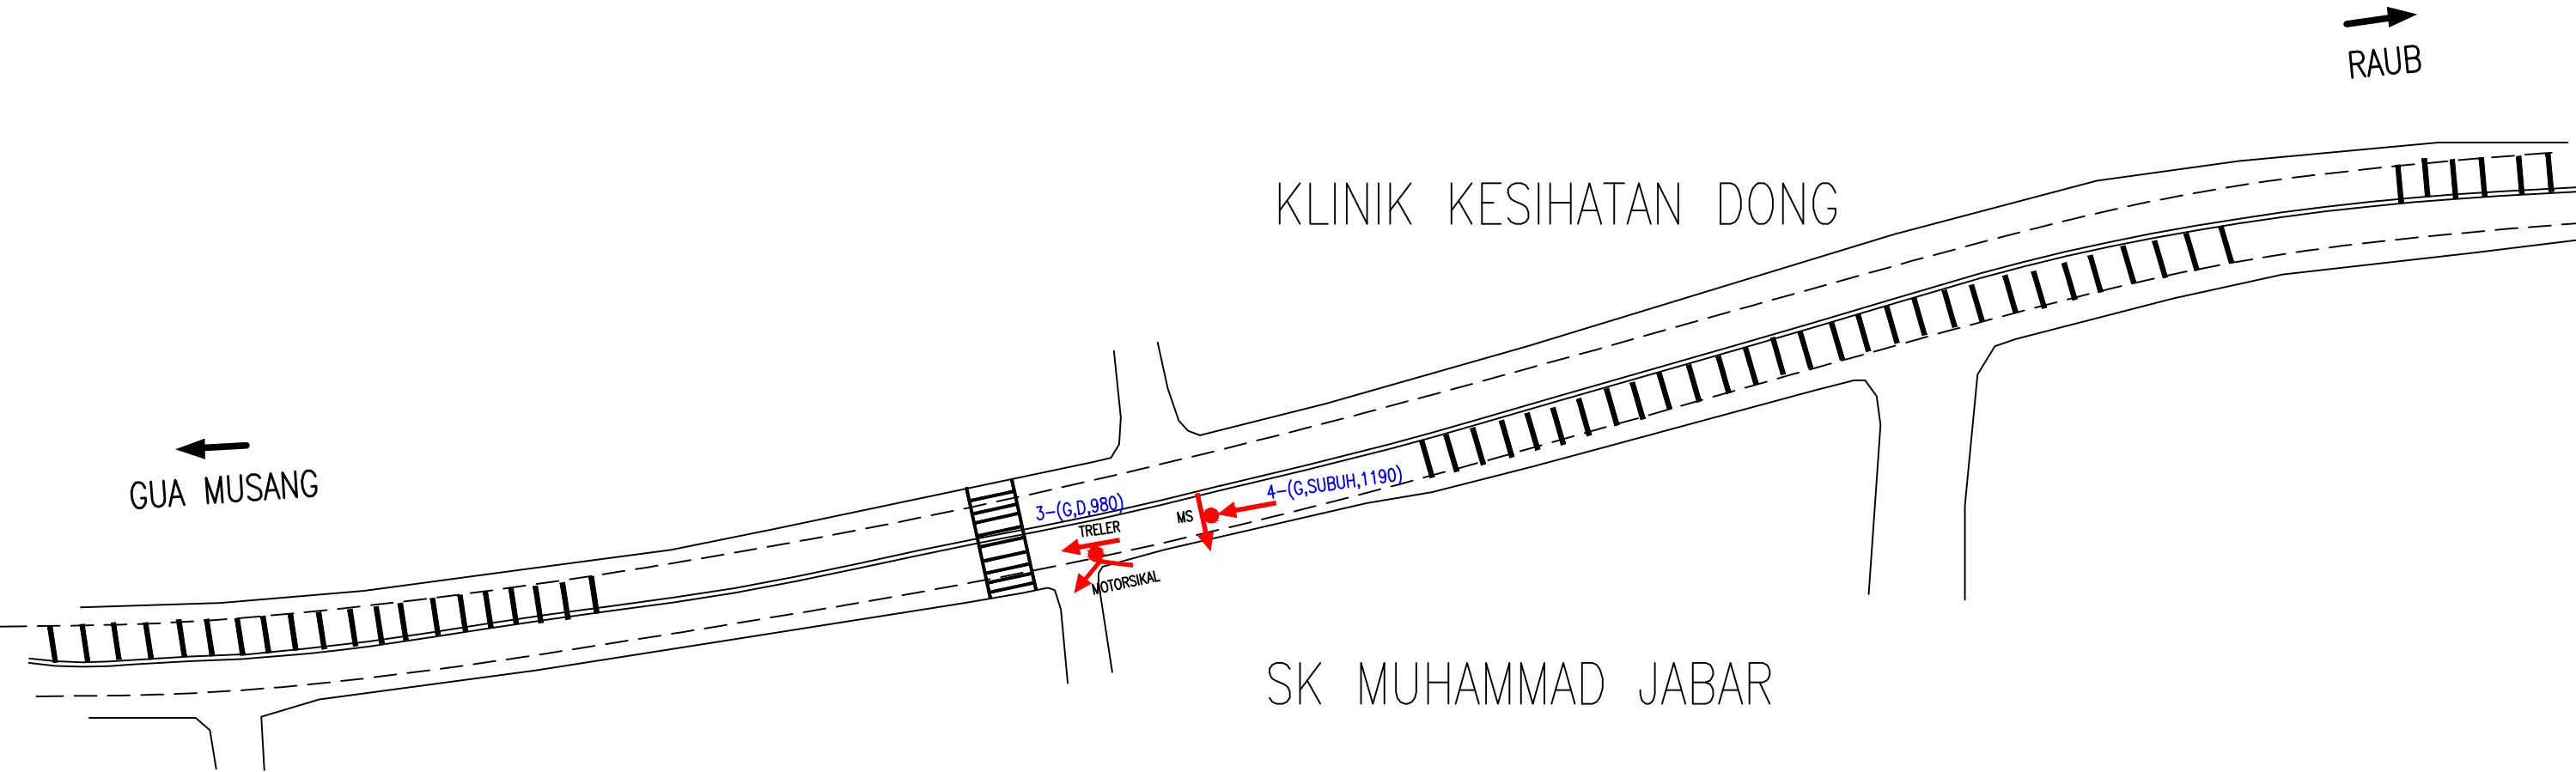 RAUB
KLINIK KESIHATAN DONG
GUA MUSANG
3-(G,D,980)
TRELER
MOTORSIKAL
MS
4-(G,SUBUH,1190)
SK MUHAMMAD JABAR